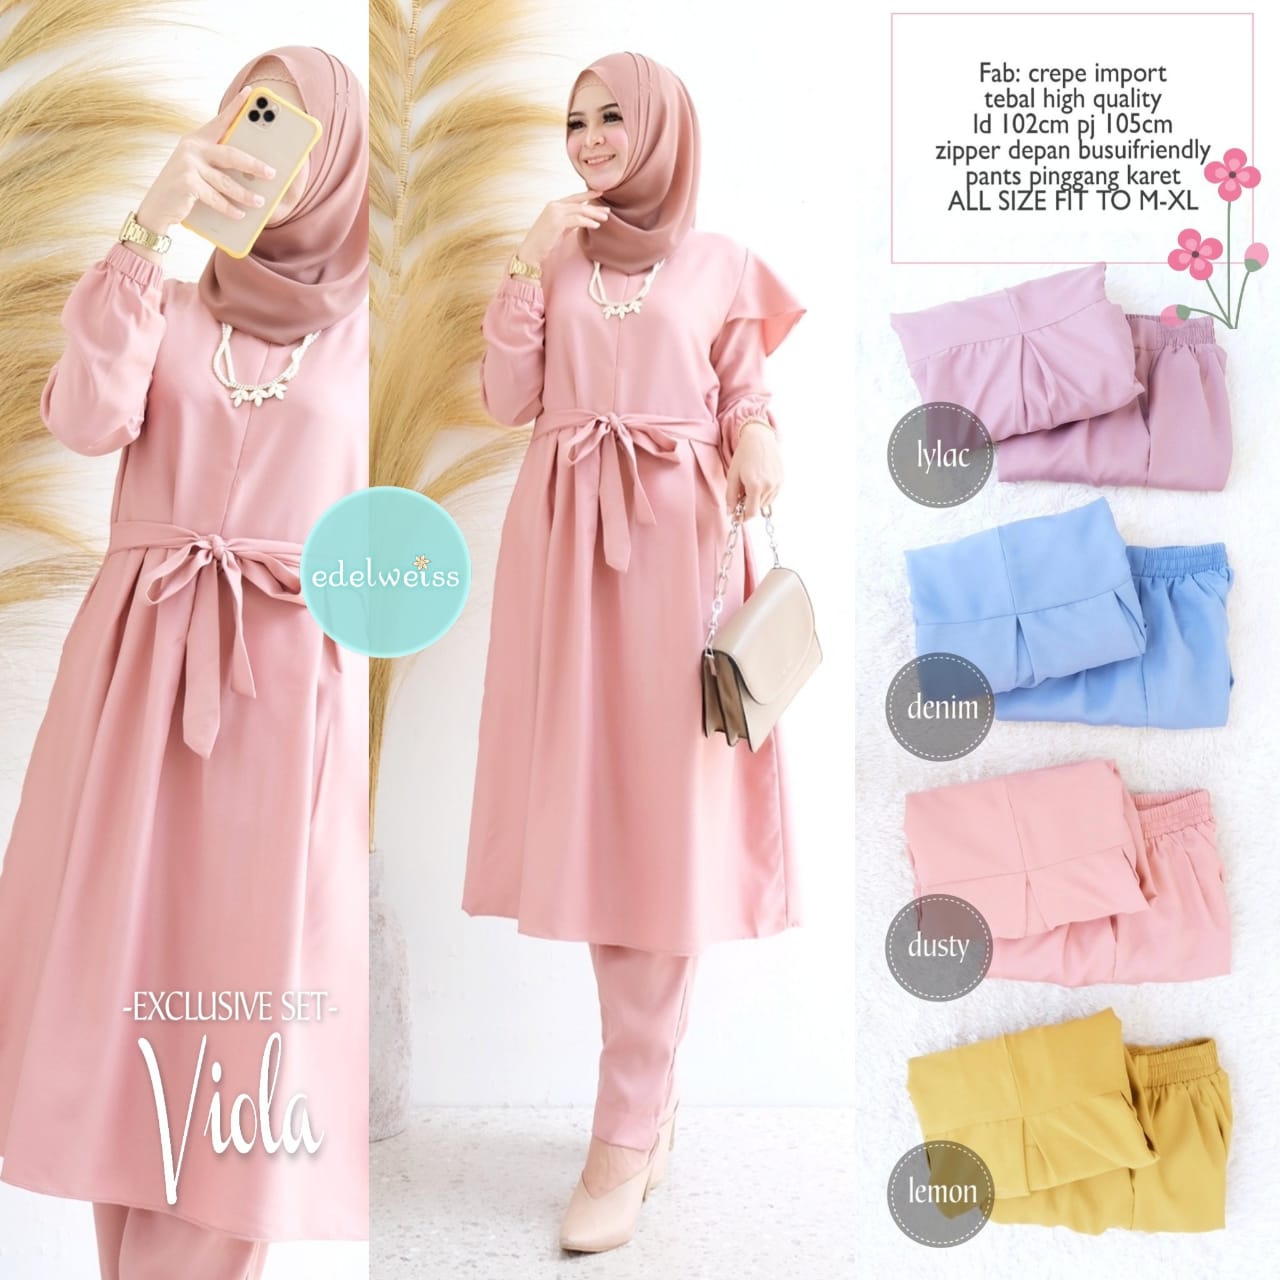 Fab: crepe import
tebal high quality
ld 102cm pj 105cm
zipper depan busuifriendly
pants pinggang karet
ALL SIZE FIT TO M-XL
lylac
edelweiss
denim
dusty
-EXCLUSIVE SET-
Viola
lemon